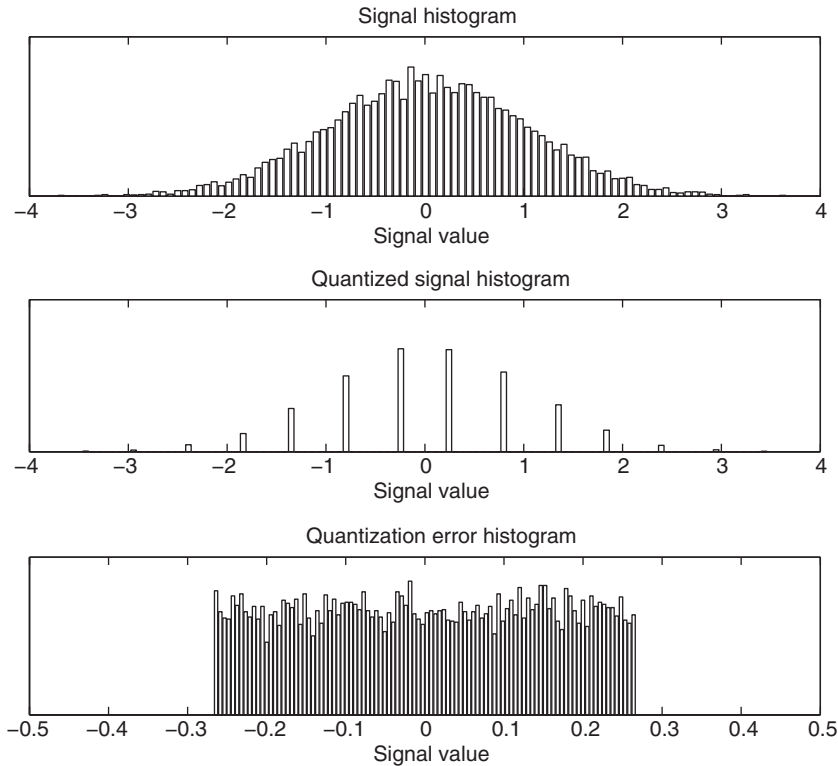 Signal histogram
−4 −3 −2 −1 0 1 2 3 4
Signal value
Quantized signal histogram
−4 −3 −2 −1 0 1 2 3 4
Signal value
Quantization error histogram
−0.5 −0.4 −0.3 −0.2 −0.1 0 0.1 0.2 0.3 0.4 0.5
Signal value